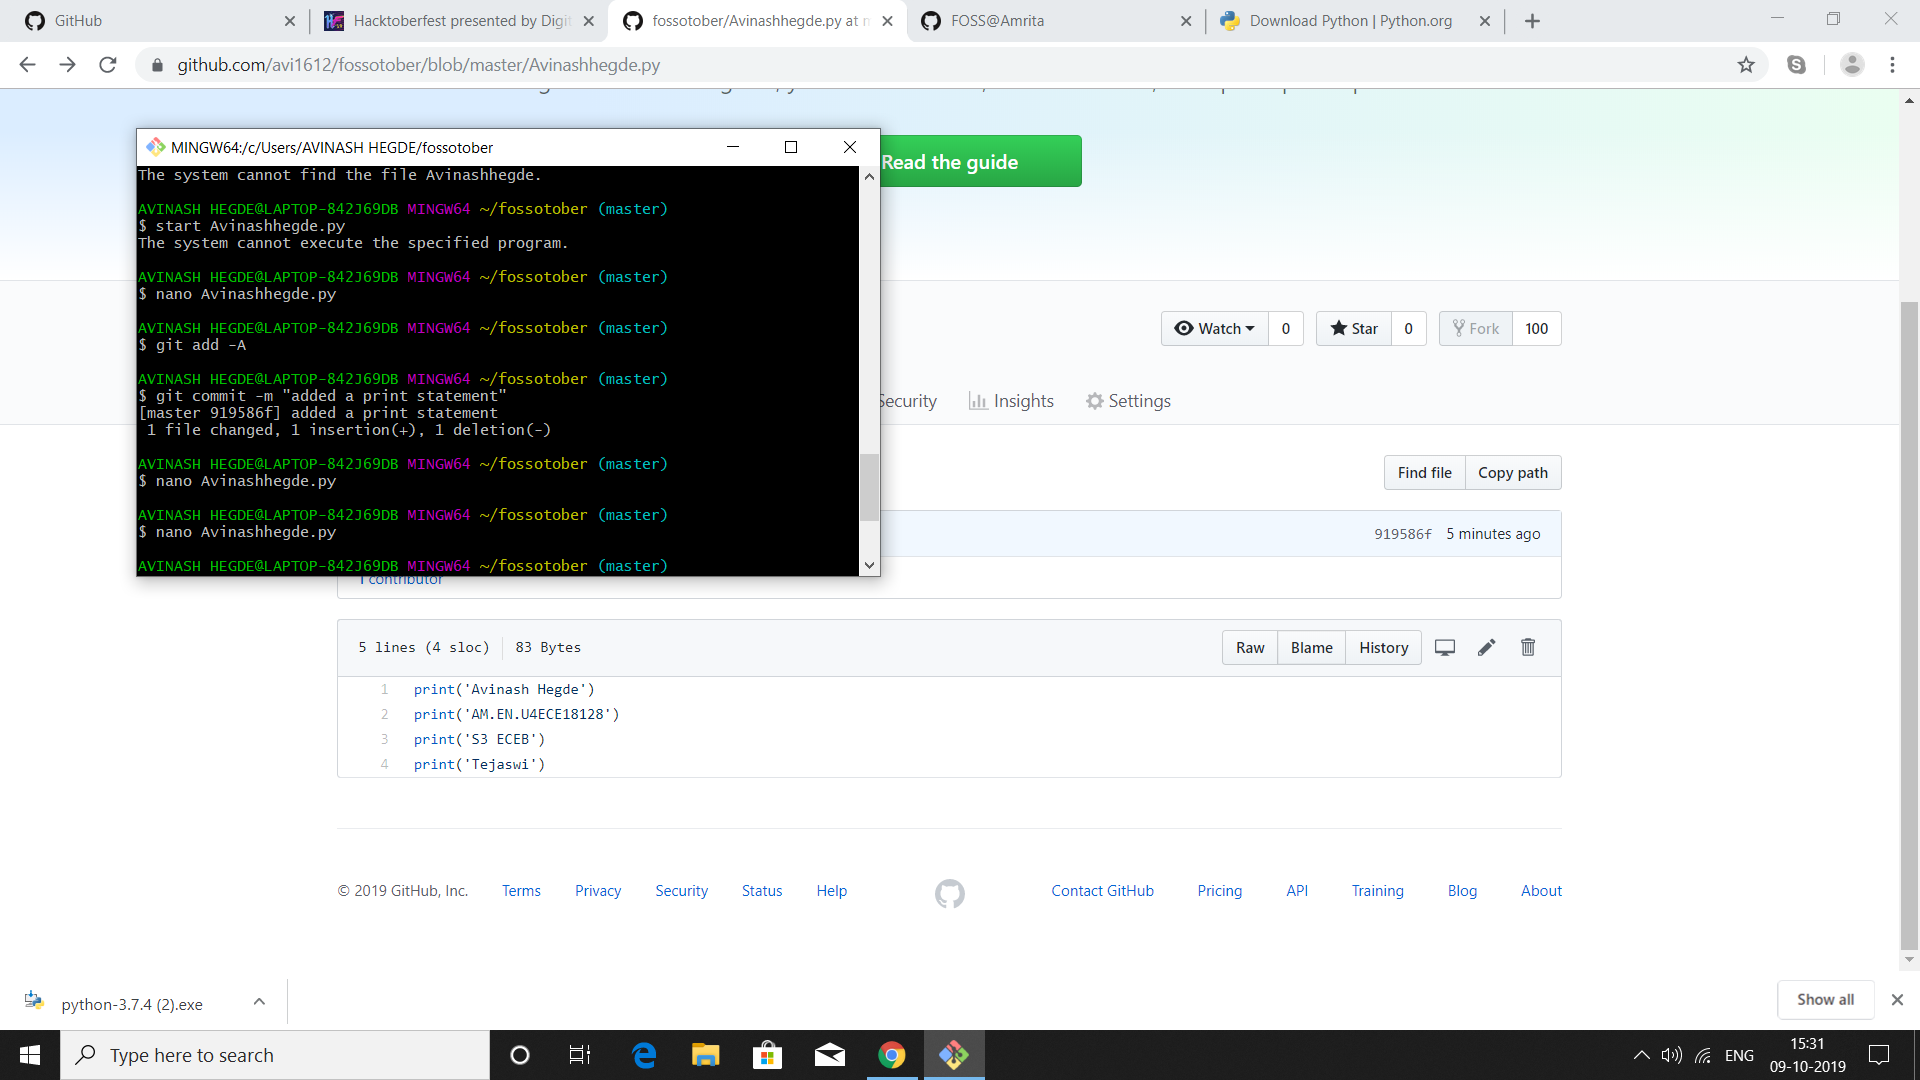 GitHub
Hacktoberfest presented by Digit
fossotober/Avinashhegde.py at m
FOSS@Amrita
Download Python | Python.org
github.com/avi1612/fossotober/blob/master/Avinashhegde.py
Read the guide
MINGW64:/c/Users/AVINASH HEGDE/fossotober
The system cannot find the file Avinashhegde.
AVINASH HEGDE@LAPTOP-842J69DB MINGW64 ~/fossotober (master)
$ start Avinashhegde.py
The system cannot execute the specified program.
AVINASH HEGDE@LAPTOP-842J69DB MINGW64 ~/fossotober (master)
$ nano Avinashhegde.py
AVINASH HEGDE@LAPTOP-842J69DB MINGW64 ~/fossotober (master)
$ git add -A
AVINASH HEGDE@LAPTOP-842J69DB MINGW64 ~/fossotober (master)
$ git commit -m "added a print statement"
[master 919586f] added a print statement
1 file changed, 1 insertion(+), 1 deletion(-)
AVINASH HEGDE@LAPTOP-842J69DB MINGW64 ~/fossotober (master)
$ nano Avinashhegde.py
AVINASH HEGDE@LAPTOP-842J69DB MINGW64 ~/fossotober (master)
$ nano Avinashhegde.py
AVINASH HEGDE@LAPTOP-842J69DB MINGW64 ~/fossotober (master)
Watch 0 Star 0 Fork 100
Security Insights Settings
Find file Copy path
919586f 5 minutes ago
1 contributor
5 lines (4 sloc) 83 Bytes
Raw Blame History
1 print('Avinash Hegde')
2 print('AM.EN.U4ECE18128')
3 print('S3 ECEB')
4 print('Tejaswi')
© 2019 GitHub, Inc. Terms Privacy Security Status Help Contact GitHub Pricing API Training Blog About
python-3.7.4 (2).exe
Show all
Type here to search
ENG
15:31
09-10-2019